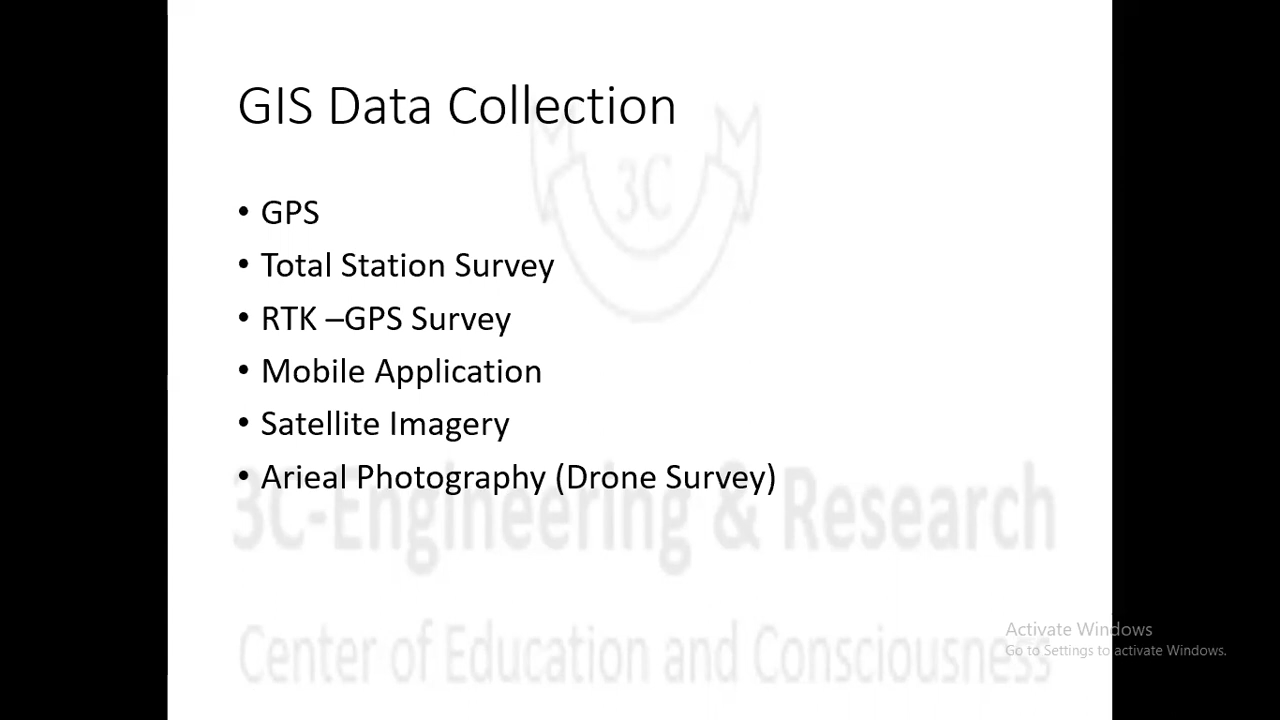 GIS Data Collection
• GPS
• Total Station Survey
• RTK –GPS Survey
• Mobile Application
• Satellite Imagery
• Arieal Photography (Drone Survey)
3C
3C-Engineering & Research
Center of Education and Consciousness
Activate Windows
Go to Settings to activate Windows.